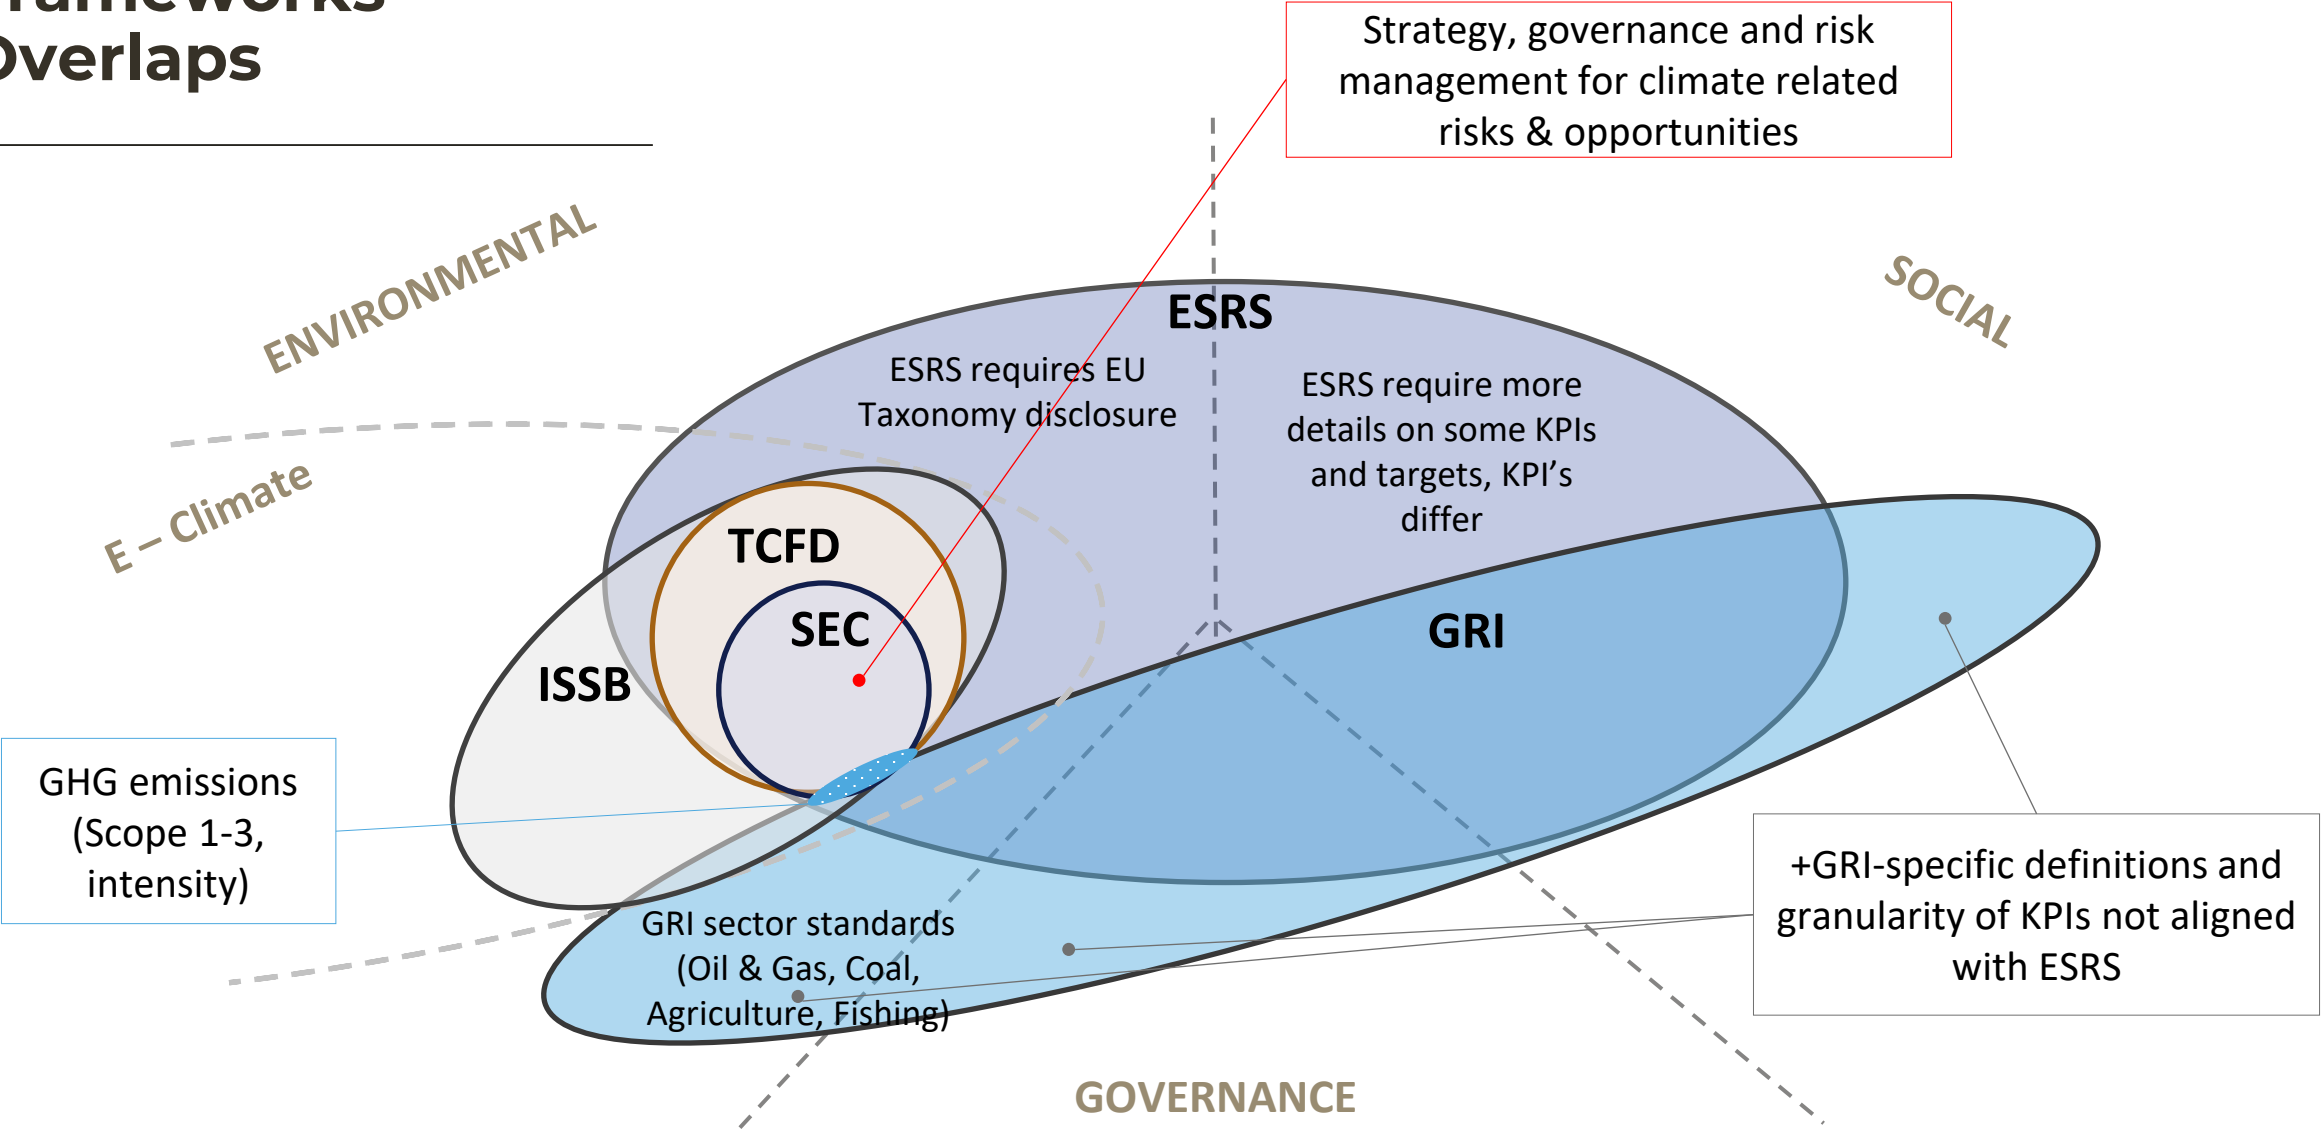 Overlaps
Strategy, governance and risk
management for climate related
risks & opportunities
ENVIRONMENTAL
SOCIAL
E – Climate
ESRS
ESRS requires EU
Taxonomy disclosure
ESRS require more
details on some KPIs
and targets, KPI’s
differ
TCFD
SEC
ISSB
GRI
GHG emissions
(Scope 1-3,
intensity)
+GRI-specific definitions and
granularity of KPIs not aligned
with ESRS
GRI sector standards
(Oil & Gas, Coal,
Agriculture, Fishing)
GOVERNANCE